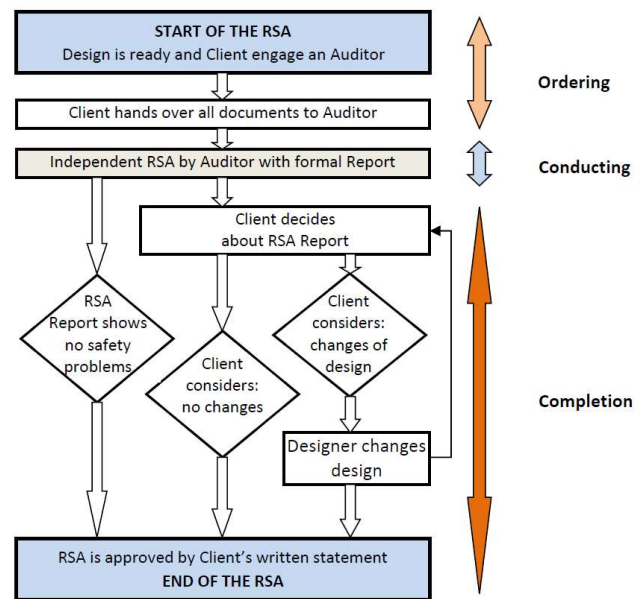 START OF THE RSA
Design is ready and Client engage an Auditor
Ordering
Client hands over all documents to Auditor
Independent RSA by Auditor with formal Report
Conducting
Client decides
about RSA Report
RSA
Report shows
no safety
problems
Client
considers:
no changes
Client
considers:
changes of
design
Completion
Designer changes
design
RSA is approved by Client’s written statement
END OF THE RSA